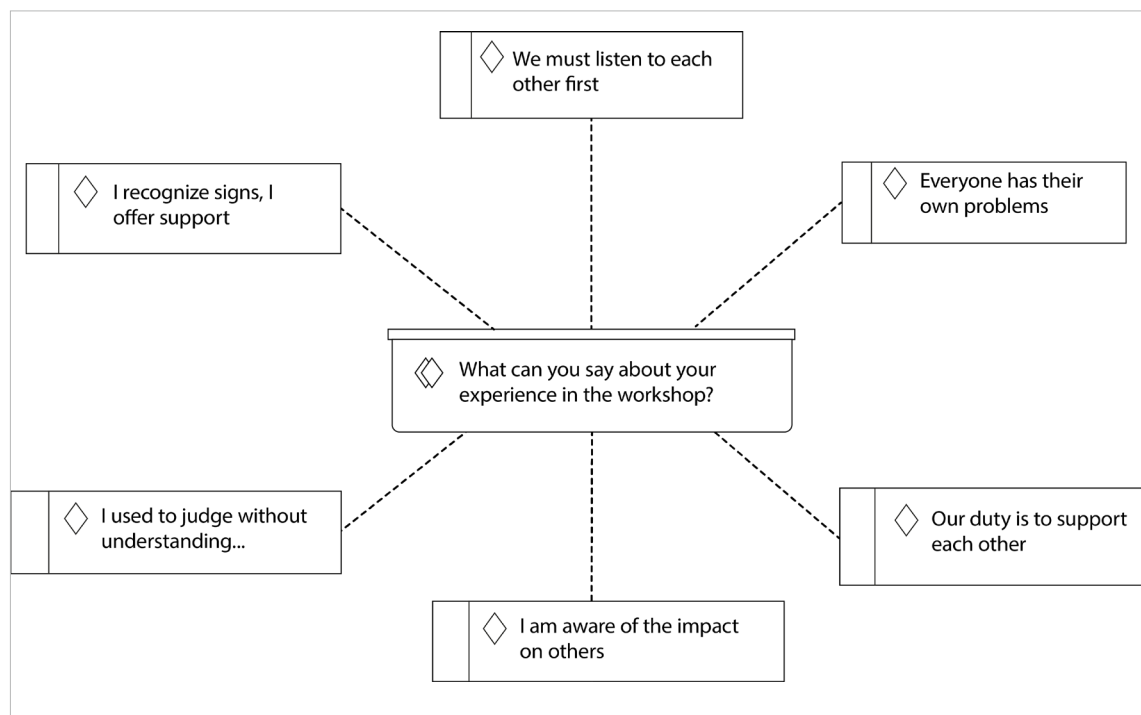 We must listen to each
other first
I recognize signs, I
offer support
Everyone has their
own problems
What can you say about your
experience in the workshop?
I used to judge without
understanding...
Our duty is to support
each other
I am aware of the impact
on others